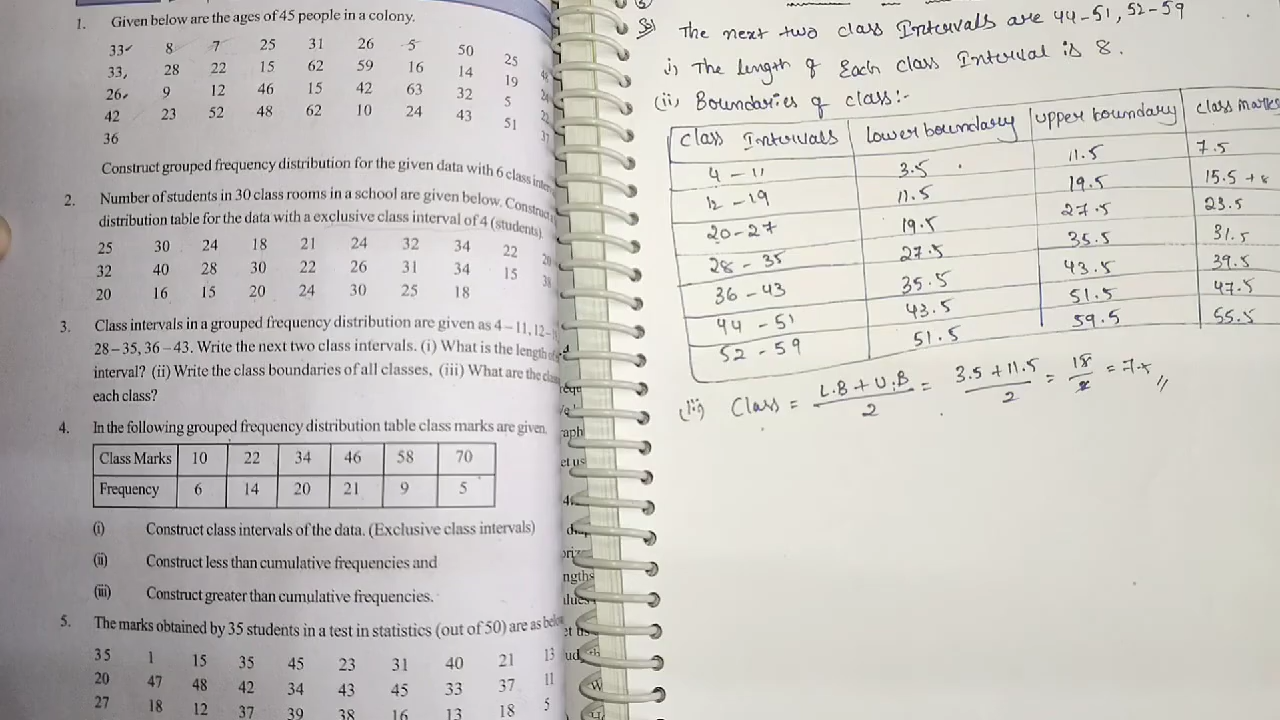 1. Given below are the ages of 45 people in a colony.
33 8 7 25 31 26 5 50 25
33, 28 22 15 62 59 16 14 19
26 9 12 46 15 42 63 32 5
42 23 52 48 62 10 24 43 51
36
Construct grouped frequency distribution for the given data with 6 class
2. Number of students in 30 class rooms in a school are given below. Construct
distribution table for the data with a exclusive class interval of 4 (students).
25 30 24 18 21 24 32 34 22 20
32 40 28 30 22 26 31 34 15 38
20 16 15 20 24 30 25 18
3. Class intervals in a grouped frequency distribution are given as 4 – 11, 12 –
28 – 35, 36 – 43. Write the next two class intervals. (i) What is the length of
interval? (ii) Write the class boundaries of all classes, (iii) What are the class
each class?
4. In the following grouped frequency distribution table class marks are given.
Class Marks 10 22 34 46 58 70
Frequency 6 14 20 21 9 5
(i) Construct class intervals of the data. (Exclusive class intervals)
(ii) Construct less than cumulative frequencies and
(iii) Construct greater than cumulative frequencies.
5. The marks obtained by 35 students in a test in statistics (out of 50) are as below
35 1 15 35 45 23 31 40 21 13
20 47 48 42 34 43 45 33 37 11
27 18 12 37 39 38 16 13 18 5
The next two class Intervals are 44-51, 52-59
i) The length of Each class Interval is 8.
(ii) Boundaries of class:-
Class Intervals Lower boundary upper boundary class marks
4 - 11 3.5 11.5 7.5
12 - 19 11.5 19.5 15.5 + 8
20-27 19.5 27.5 23.5
28 - 35 27.5 35.5 31.5
36 - 43 35.5 43.5 39.5
44 - 51 43.5 51.5 47.5
52 - 59 51.5 59.5 55.5
(iii) Class = L.B + U.B / 2 = 3.5 + 11.5 / 2 = 18 / 2 = 7.5 //